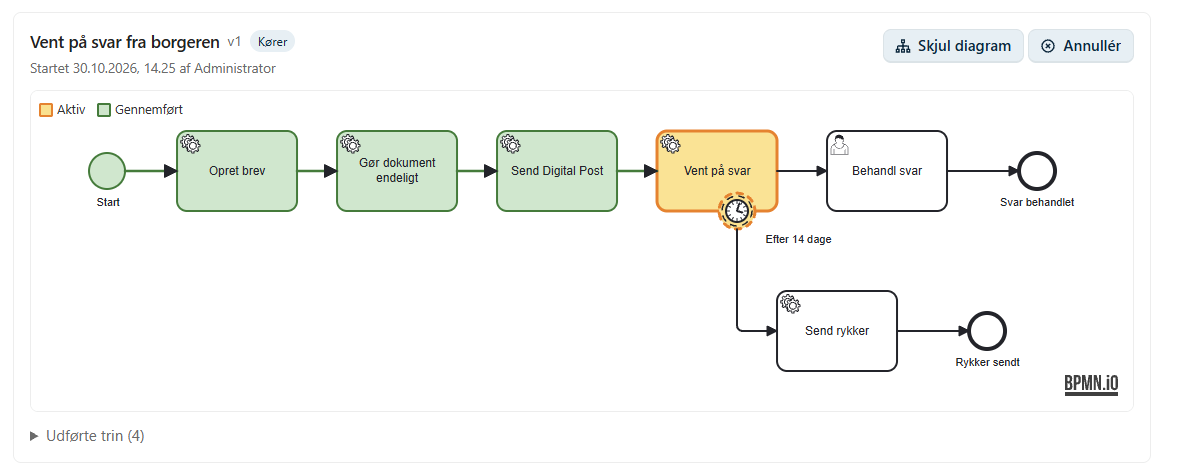 Vent på svar fra borgeren v1 Kører
Skjul diagram
Annullér
Startet 30.10.2026, 14.25 af Administrator
Aktiv
Gennemført
Start
Opret brev
Gør dokument
endeligt
Send Digital Post
Vent på svar
Behandl svar
Svar behandlet
Efter 14 dage
Send rykker
Rykker sendt
BPMN.iO
Udførte trin (4)